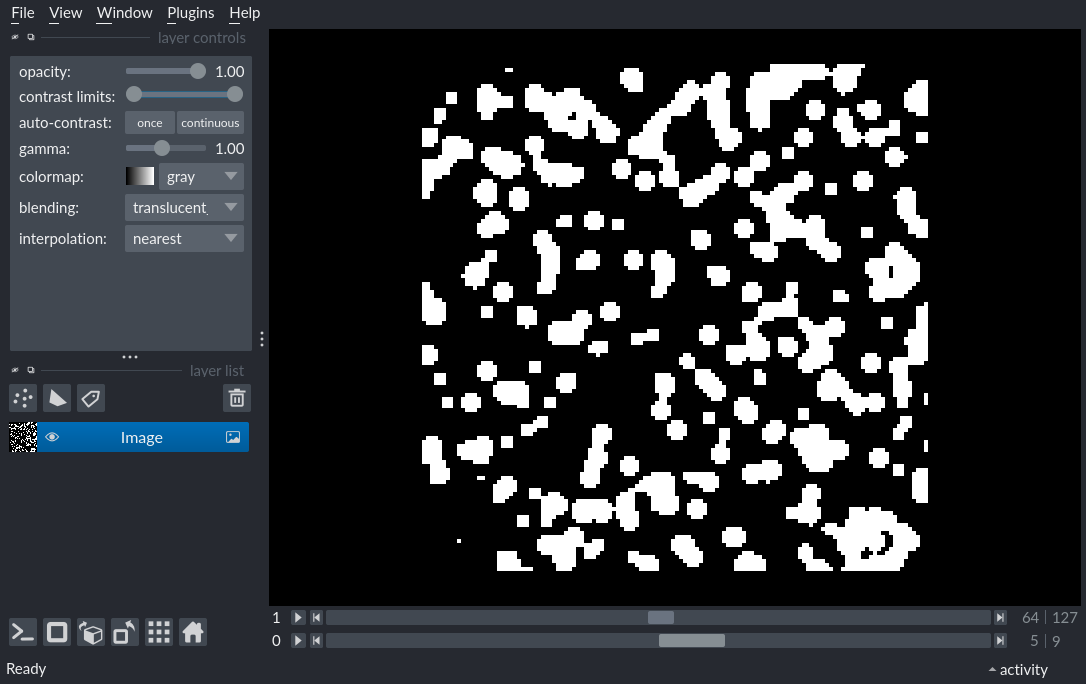 File View Window Plugins Help
layer controls
opacity: 1.00
contrast limits:
auto-contrast: once continuous
gamma: 1.00
colormap: gray
blending: translucent
interpolation: nearest
layer list
Image
1 64 127
0 5 9
Ready activity